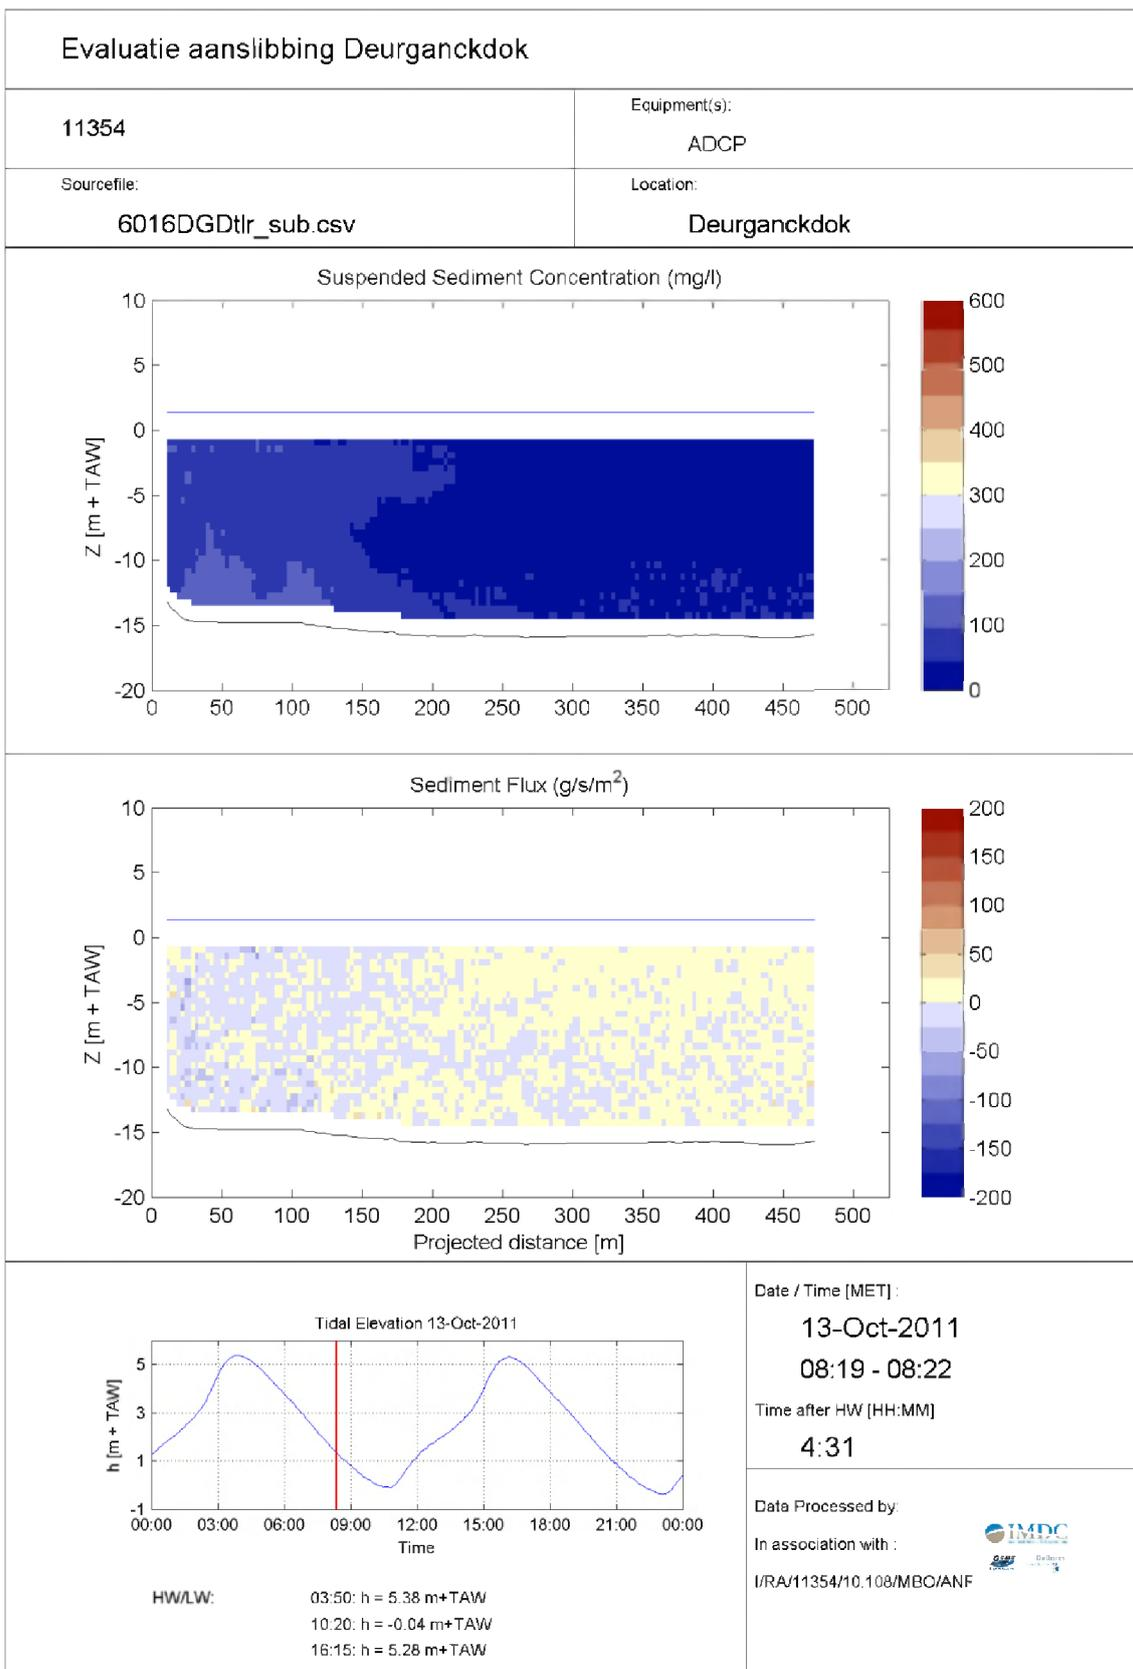 Evaluatie aanslibbing Deurganckdok
11354
Equipment(s):
ADCP
Sourcefile:
6016DGDtlr_sub.csv
Location:
Deurganckdok
Suspended Sediment Concentration (mg/l)
10
5
0
-5
-10
-15
-20
Z [m + TAW]
0 50 100 150 200 250 300 350 400 450 500
600
500
400
300
200
100
0
Sediment Flux (g/s/m²)
10
5
0
-5
-10
-15
-20
Z [m + TAW]
0 50 100 150 200 250 300 350 400 450 500
Projected distance [m]
200
150
100
50
0
-50
-100
-150
-200
Tidal Elevation 13-Oct-2011
5
3
1
-1
h [m + TAW]
00:00 03:00 06:00 09:00 12:00 15:00 18:00 21:00 00:00
Time
HW/LW:
03:50: h = 5.38 m+TAW
10:20: h = -0.04 m+TAW
16:15: h = 5.28 m+TAW
Date / Time [MET] :
13-Oct-2011
08:19 - 08:22
Time after HW [HH:MM]
4:31
Data Processed by:
IMDC
In association with :
I/RA/11354/10.108/MBO/ANF